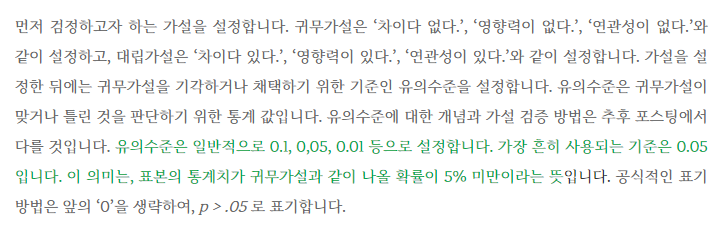 먼저 검정하고자 하는 가설을 설정합니다. 귀무가설은 ‘차이다 없다.’, ‘영향력이 없다.’, ‘연관성이 없다.’와
같이 설정하고, 대립가설은 ‘차이다 있다.’, ‘영향력이 있다.’, ‘연관성이 있다.’와 같이 설정합니다. 가설을 설
정한 뒤에는 귀무가설을 기각하거나 채택하기 위한 기준인 유의수준을 설정합니다. 유의수준은 귀무가설이
맞거나 틀린 것을 판단하기 위한 통계 값입니다. 유의수준에 대한 개념과 가설 검증 방법은 추후 포스팅에서
다룰 것입니다. 유의수준은 일반적으로 0.1, 0,05, 0.01 등으로 설정합니다. 가장 흔히 사용되는 기준은 0.05
입니다. 이 의미는, 표본의 통계치가 귀무가설과 같이 나올 확률이 5% 미만이라는 뜻입니다. 공식적인 표기
방법은 앞의 ‘0’을 생략하여, p > .05 로 표기합니다.